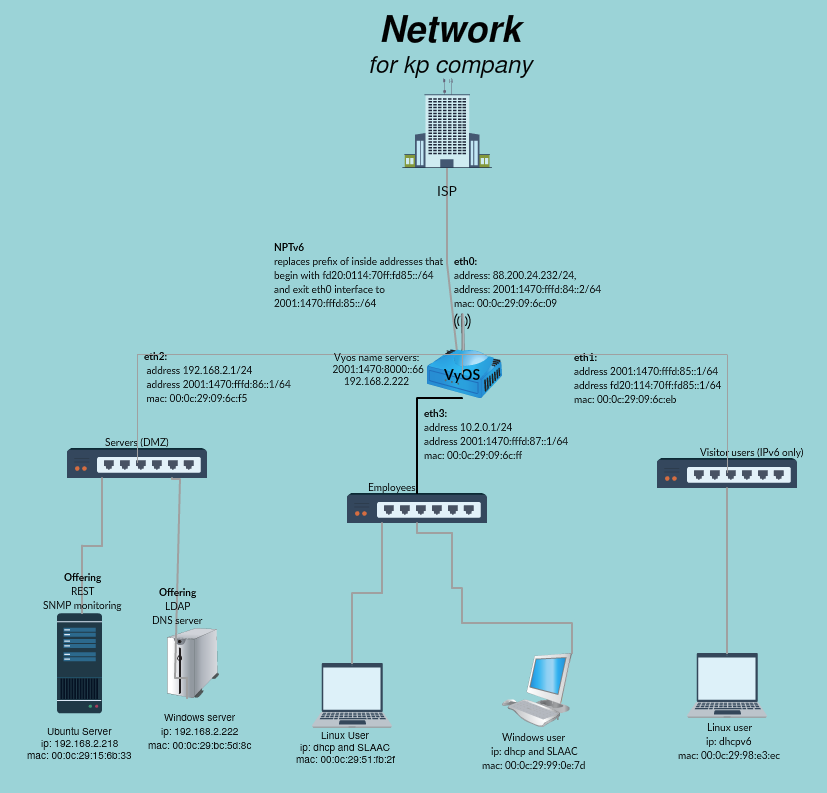 Network
for kp company
ISP
NPTv6
replaces prefix of inside addresses that
begin with fd20:0114:70ff:fd85::/64
and exit eth0 interface to
2001:1470:fffd:85::/64
eth0:
address: 88.200.24.232/24,
address: 2001:1470:fffd:84::2/64
mac: 00:0c:29:09:6c:09
((·))
eth2:
address 192.168.2.1/24
address 2001:1470:fffd:86::1/64
mac: 00:0c:29:09:6c:f5
Vyos name servers:
2001:1470:8000::66
192.168.2.222
VyOS
eth1:
address 2001:1470:fffd:85::1/64
address fd20:114:70ff:fd85::1/64
mac: 00:0c:29:09:6c:eb
eth3:
address 10.2.0.1/24
address 2001:1470:fffd:87::1/64
mac: 00:0c:29:09:6c:ff
Servers (DMZ)
Employees
Visitor users (IPv6 only)
Offering
REST
SNMP monitoring
Offering
LDAP
DNS server
Ubuntu Server
ip: 192.168.2.218
mac: 00:0c:29:15:6b:33
Windows server
ip: 192.168.2.222
mac: 00:0c:29:bc:5d:8c
Linux User
ip: dhcp and SLAAC
mac: 00:0c:29:51:fb:2f
Windows user
ip: dhcp and SLAAC
mac: 00:0c:29:99:0e:7d
Linux user
ip: dhcpv6
mac: 00:0c:29:98:e3:ec